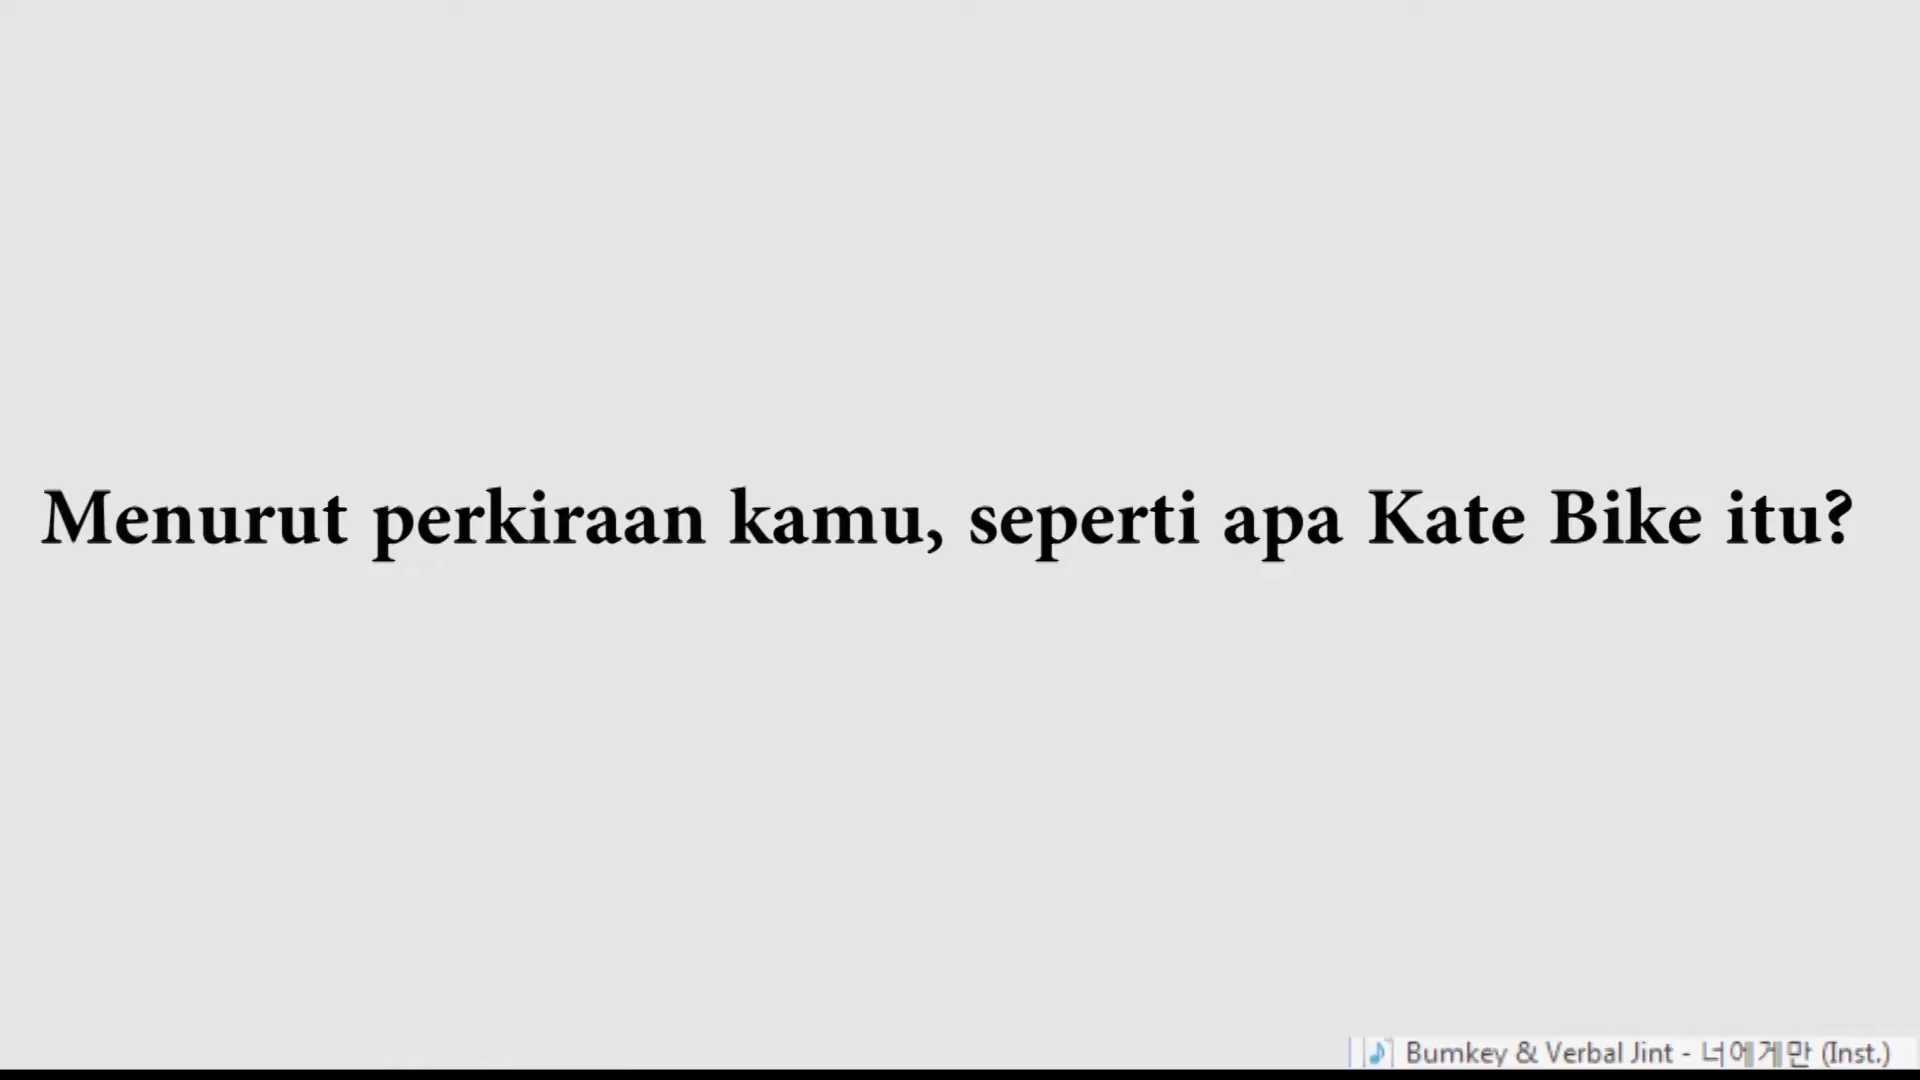 Menurut perkiraan kamu, seperti apa Kate Bike itu?
Bumkey & Verbal Jint - 너에게만 (Inst.)